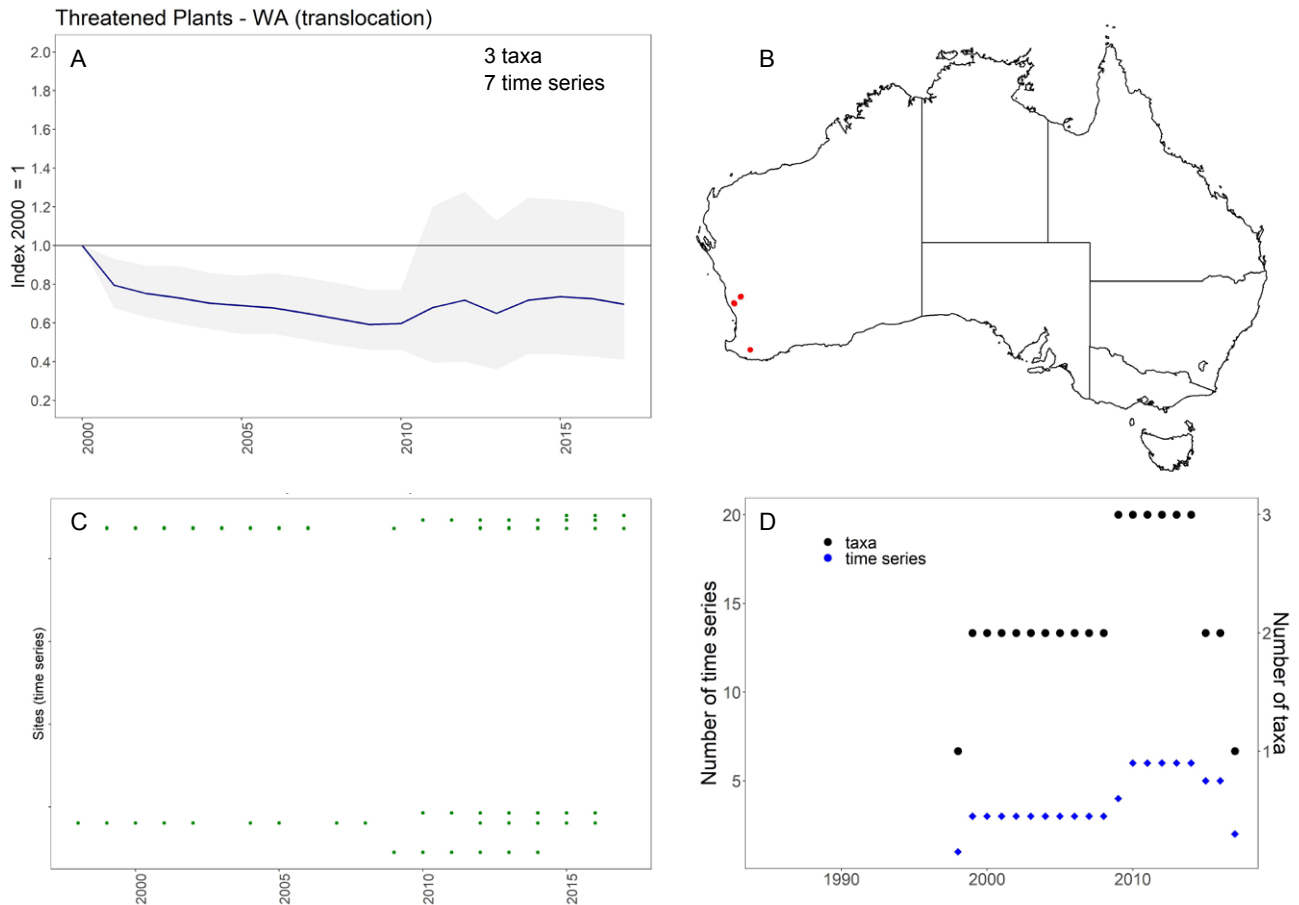 Threatened Plants - WA (translocation)
A
3 taxa
7 time series
2.0
1.8
1.6
1.4
1.2
1.0
0.8
0.6
0.4
0.2
Index 2000 = 1
2000
2005
2010
2015
B
C
Sites (time series)
2000
2005
2010
2015
D
taxa
time series
20
15
10
5
Number of time series
3
2
1
Number of taxa
1990
2000
2010